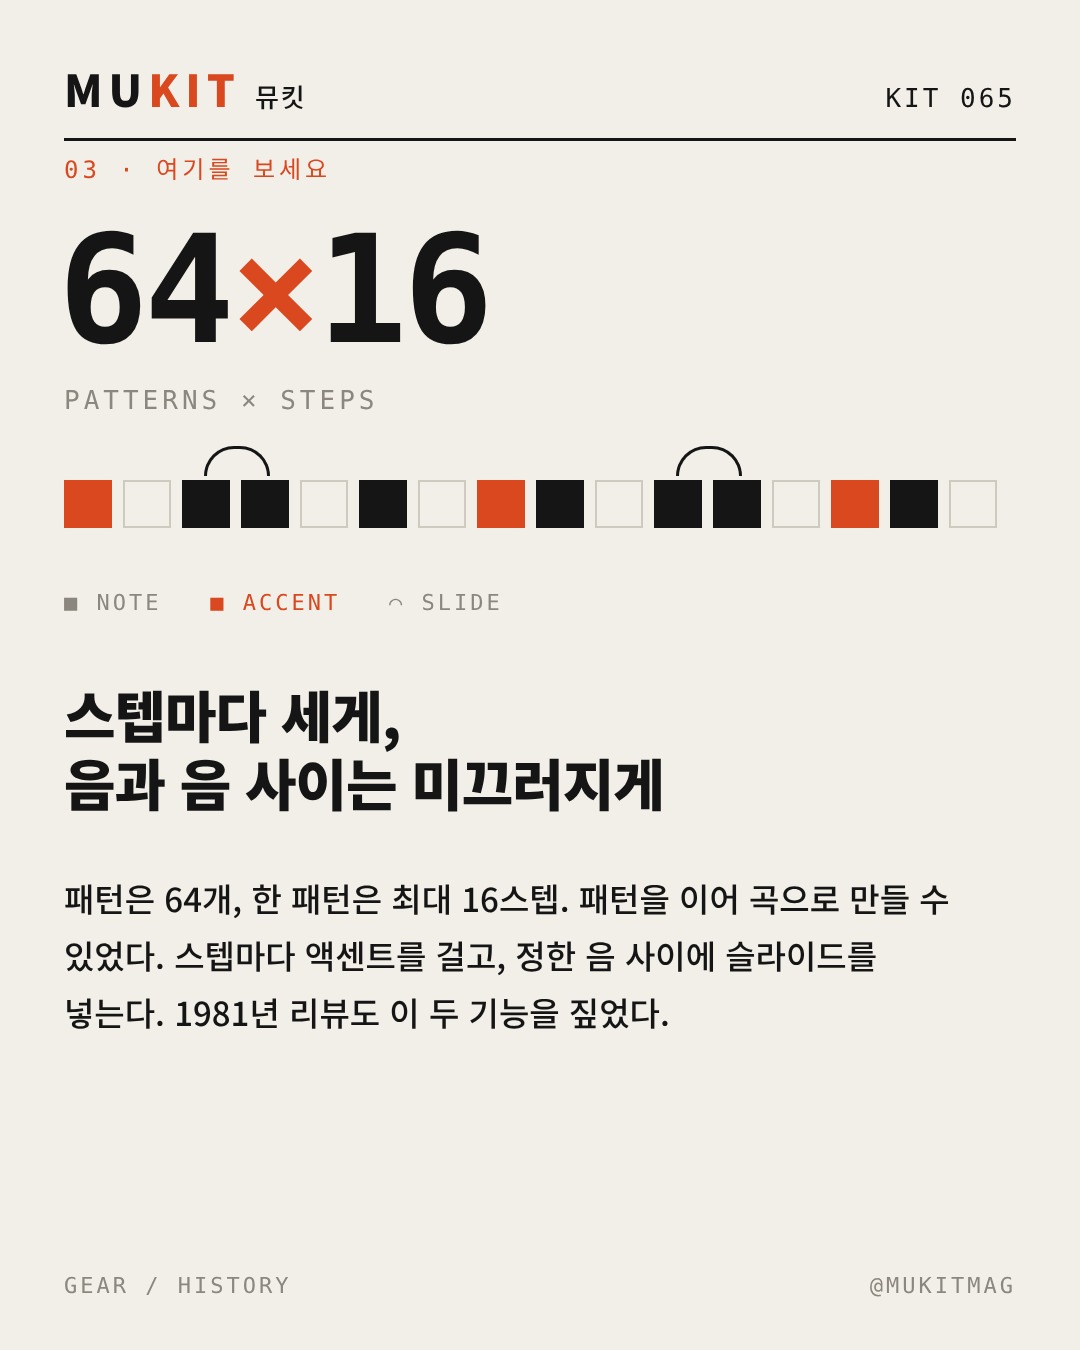 MUKIT 뮤킷
KIT 065
03 · 여기를 보세요
64×16
PATTERNS × STEPS
■ NOTE ■ ACCENT ⌒ SLIDE
스텝마다 세게,
음과 음 사이는 미끄러지게
패턴은 64개, 한 패턴은 최대 16스텝. 패턴을 이어 곡으로 만들 수
있었다. 스텝마다 액센트를 걸고, 정한 음 사이에 슬라이드를
넣는다. 1981년 리뷰도 이 두 기능을 짚었다.
GEAR / HISTORY
@MUKITMAG